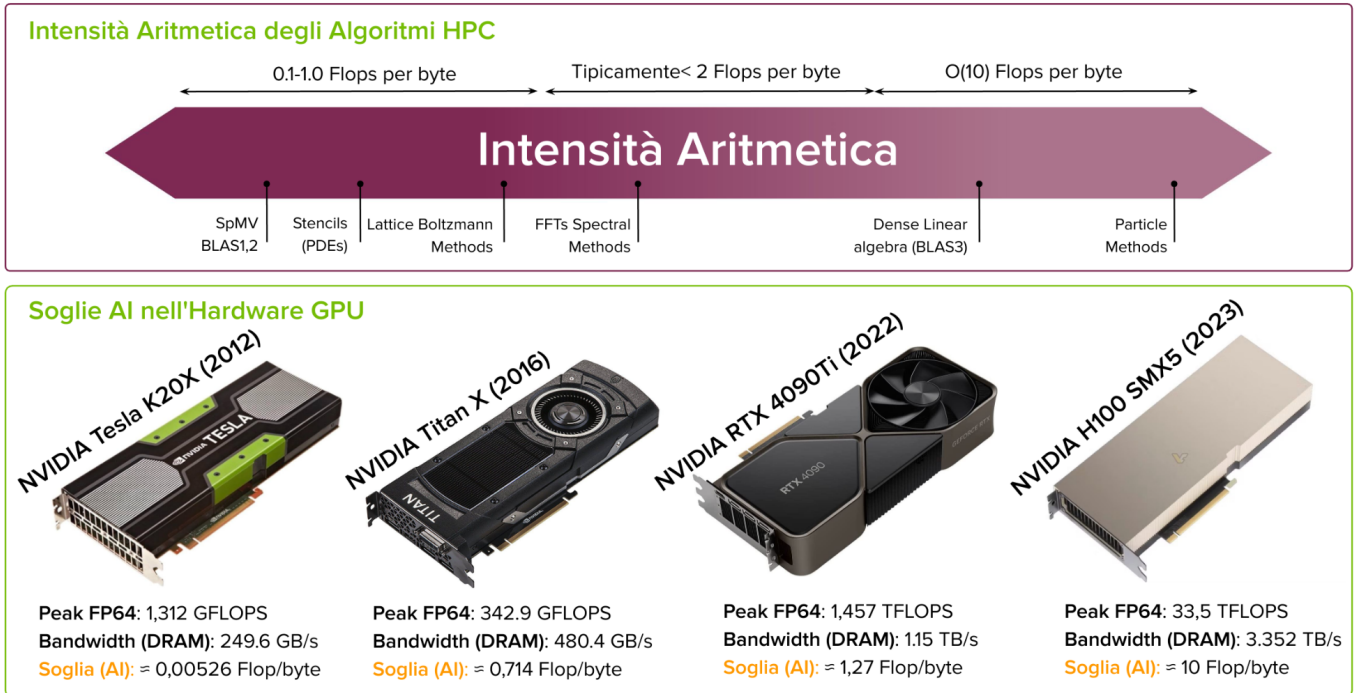 Intensità Aritmetica degli Algoritmi HPC
0.1-1.0 Flops per byte
Tipicamente< 2 Flops per byte
O(10) Flops per byte
Intensità Aritmetica
SpMV
BLAS1,2
Stencils
(PDEs)
Lattice Boltzmann
Methods
FFTs Spectral
Methods
Dense Linear
algebra (BLAS3)
Particle
Methods
Soglie AI nell'Hardware GPU
NVIDIA Tesla K20X (2012)
NVIDIA TESLA
Peak FP64: 1,312 GFLOPS
Bandwidth (DRAM): 249.6 GB/s
Soglia (AI): ≈ 0,00526 Flop/byte
NVIDIA Titan X (2016)
TITAN
Peak FP64: 342.9 GFLOPS
Bandwidth (DRAM): 480.4 GB/s
Soglia (AI): ≈ 0,714 Flop/byte
NVIDIA RTX 4090Ti (2022)
RTX 4090
GEFORCE RTX
Peak FP64: 1,457 TFLOPS
Bandwidth (DRAM): 1.15 TB/s
Soglia (AI): ≈ 1,27 Flop/byte
NVIDIA H100 SMX5 (2023)
Peak FP64: 33,5 TFLOPS
Bandwidth (DRAM): 3.352 TB/s
Soglia (AI): ≈ 10 Flop/byte